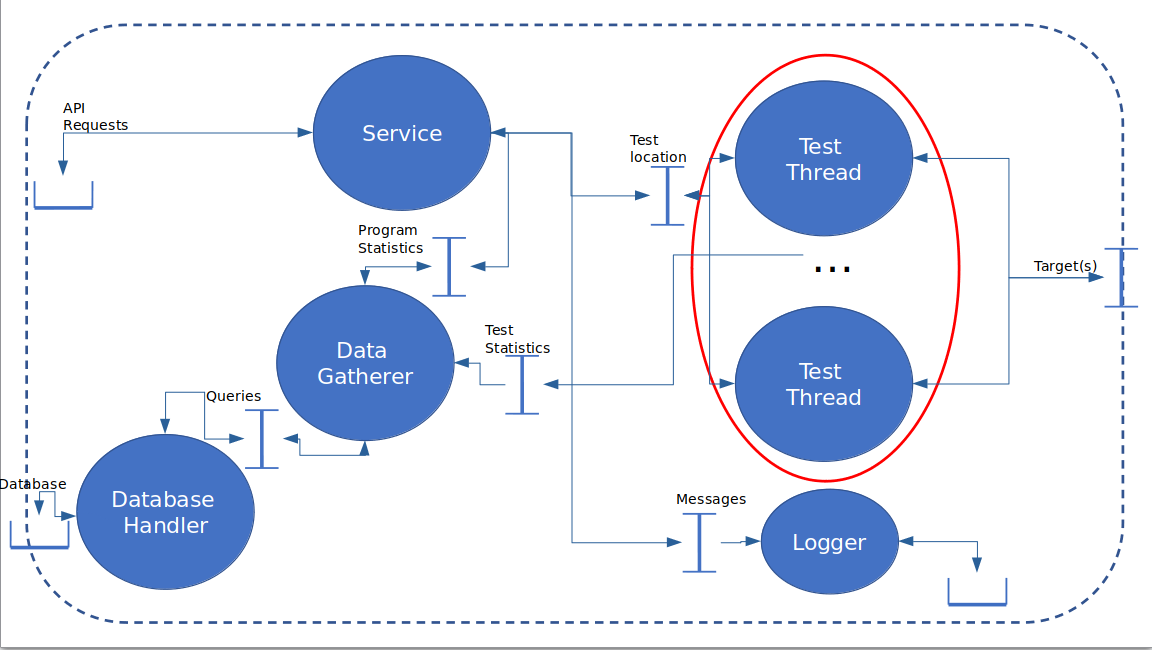 API
Requests
Service
Test
location
Test
Thread
Program
Statistics
...
Target(s)
Test
Statistics
Data
Gatherer
Test
Thread
Queries
Database
Database
Handler
Messages
Logger